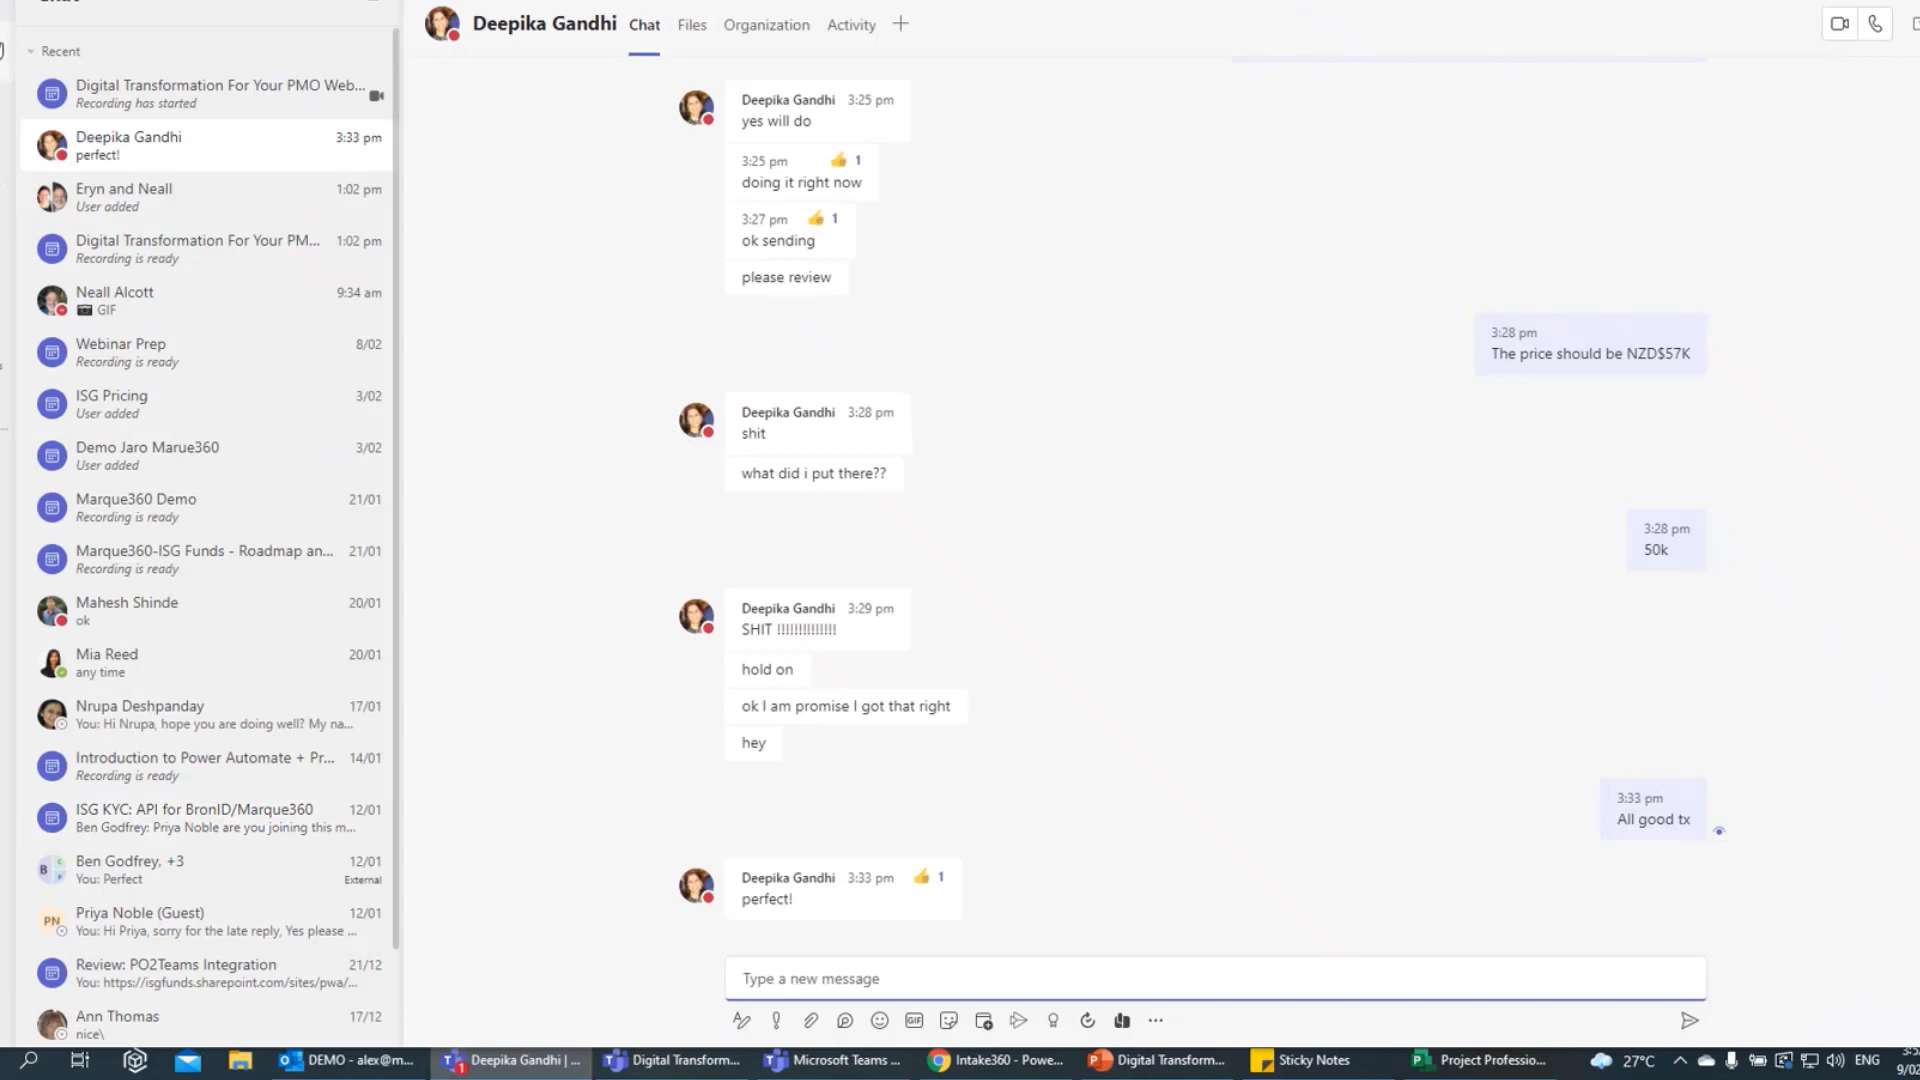 Recent
Digital Transformation For Your PMO Web...
Recording has started
Deepika Gandhi 3:33 pm
perfect!
Eryn and Neall 1:02 pm
User added
Digital Transformation For Your PM... 1:02 pm
Recording is ready
Neall Alcott 9:34 am
GIF
Webinar Prep 8/02
Recording is ready
ISG Pricing 3/02
User added
Demo Jaro Marue360 3/02
User added
Marque360 Demo 21/01
Recording is ready
Marque360-ISG Funds - Roadmap an... 21/01
Recording is ready
Mahesh Shinde 20/01
ok
Mia Reed 20/01
any time
Nrupa Deshpanday 17/01
You: Hi Nrupa, hope you are doing well? My na...
Introduction to Power Automate + Pr... 14/01
Recording is ready
ISG KYC: API for BronID/Marque360 12/01
Ben Godfrey: Priya Noble are you joining this m...
B
Ben Godfrey, +3 12/01
You: Perfect External
PN
Priya Noble (Guest) 12/01
You: Hi Priya, sorry for the late reply, Yes please ...
Review: PO2Teams Integration 21/12
You: https://isgfunds.sharepoint.com/sites/pwa/...
Ann Thomas 17/12
nice\
Deepika Gandhi Chat Files Organization Activity
Deepika Gandhi 3:25 pm
yes will do
3:25 pm 1
doing it right now
3:27 pm 1
ok sending
please review
3:28 pm
The price should be NZD$57K
Deepika Gandhi 3:28 pm
shit
what did i put there??
3:28 pm
50k
Deepika Gandhi 3:29 pm
SHIT !!!!!!!!!!!!!!
hold on
ok I am promise I got that right
hey
3:33 pm
All good tx
Deepika Gandhi 3:33 pm 1
perfect!
Type a new message
GIF
DEMO - alex@m... Deepika Gandhi | ... Digital Transform... Microsoft Teams ... Intake360 - Powe... Digital Transform... Sticky Notes Project Professio... 27°C ENG